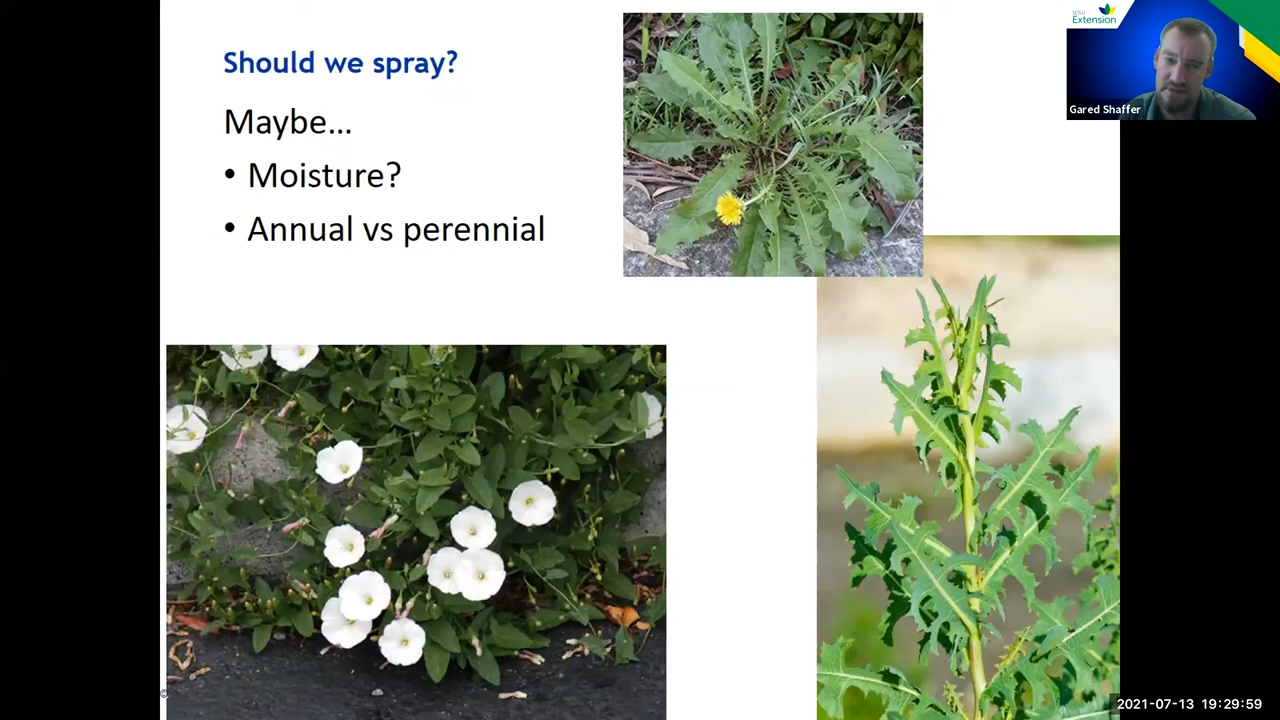 Should we spray?
Maybe...
• Moisture?
• Annual vs perennial
SDSU
Extension
Gared Shaffer
©
2021-07-13 19:29:59